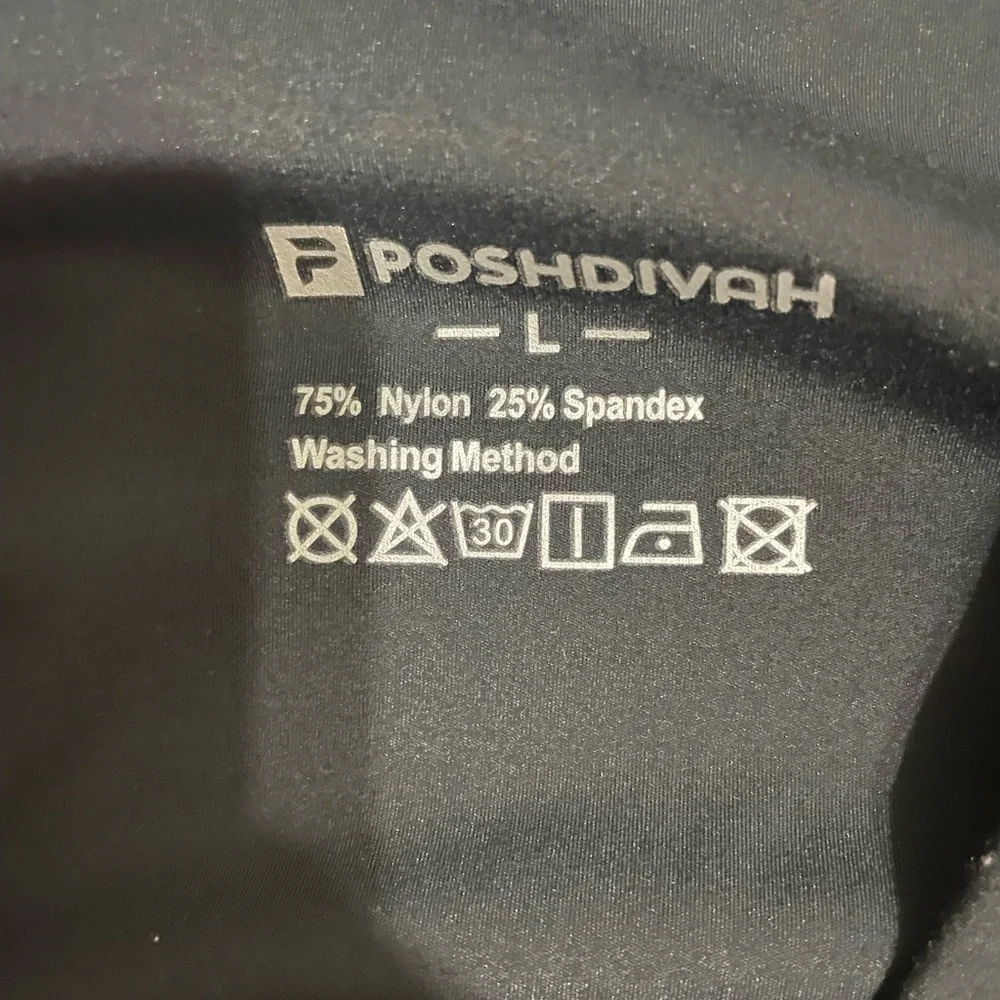 POSHDIVAH
— L —
75% Nylon 25% Spandex
Washing Method
30